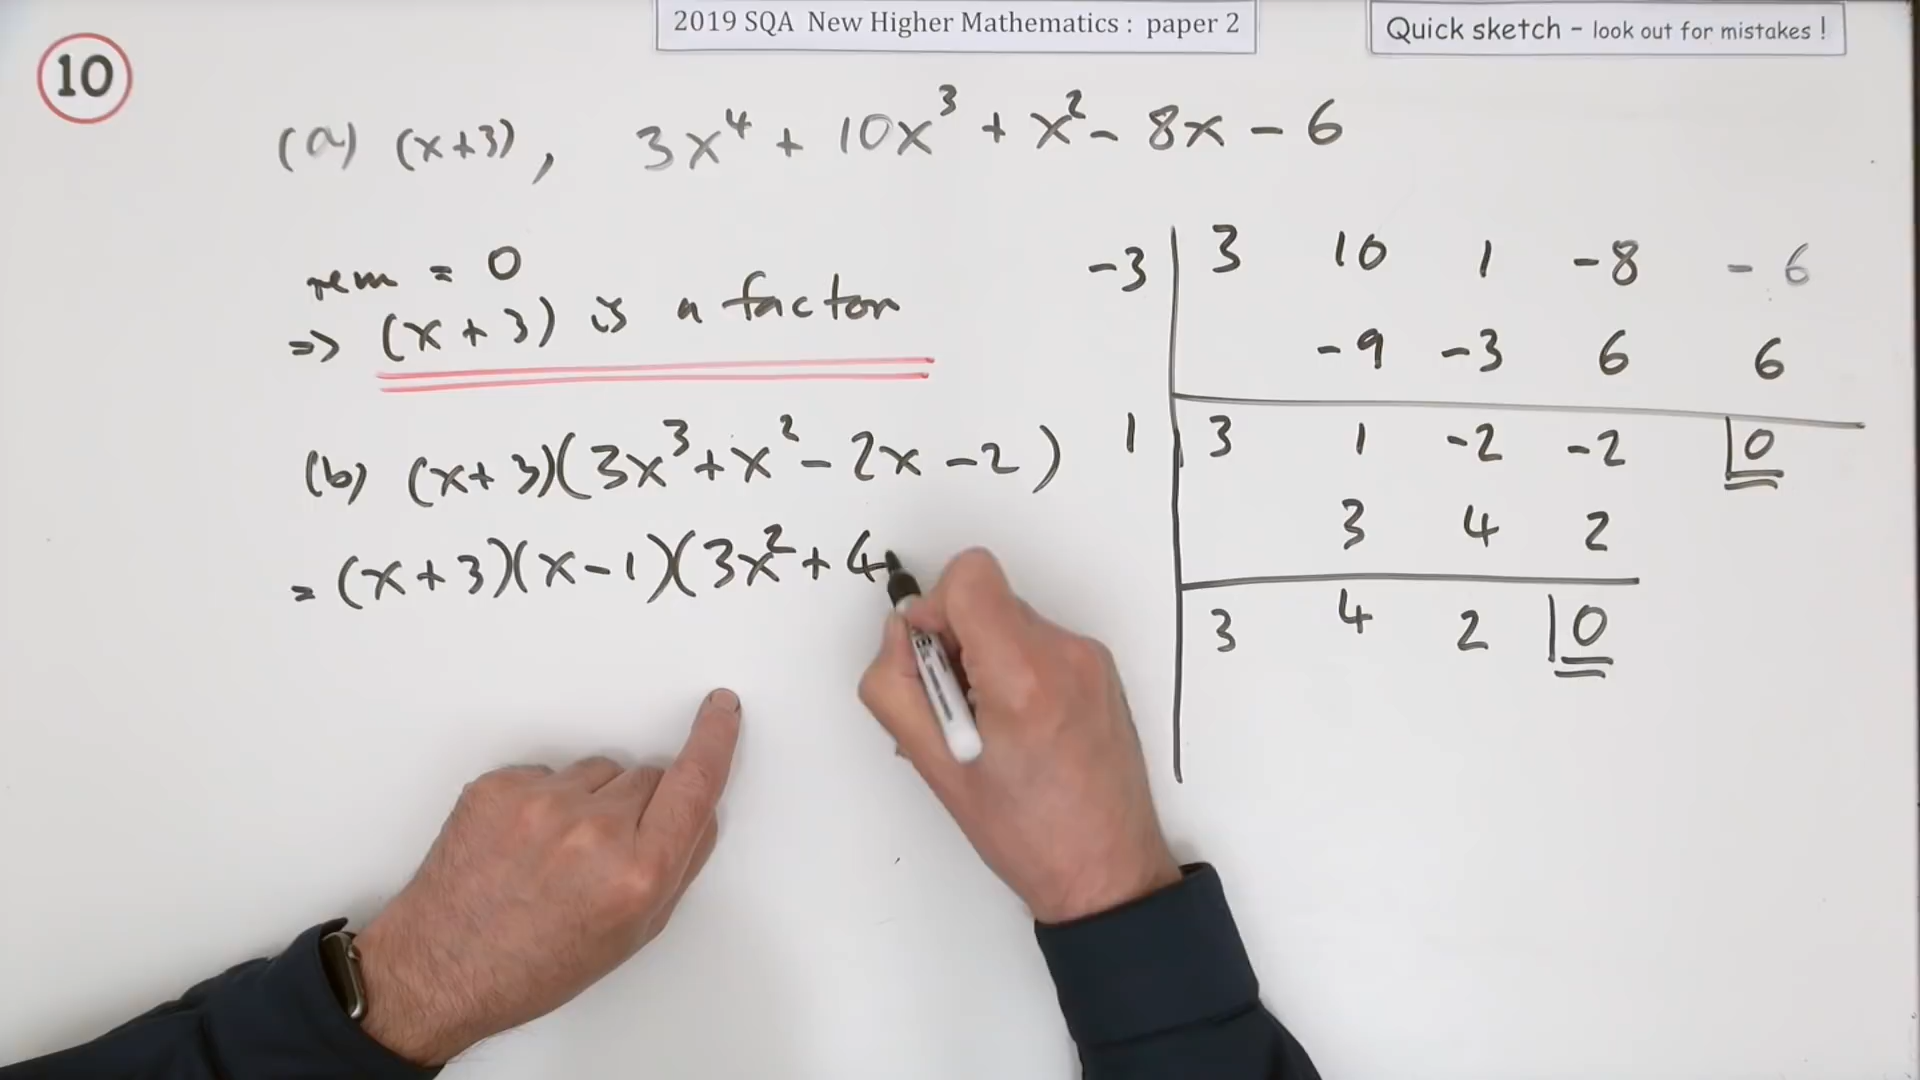 2019 SQA New Higher Mathematics : paper 2
Quick sketch – look out for mistakes !
10
(a) (x+3), 3x⁴ + 10x³ + x² - 8x - 6
rem = 0
=> (x + 3) is a factor
(b) (x+3)(3x³+x²-2x-2)
= (x+3)(x-1)(3x²+4
-3 | 3 10 1 -8 -6
-9 -3 6 6
1 | 3 1 -2 -2 |0
3 4 2
3 4 2 |0